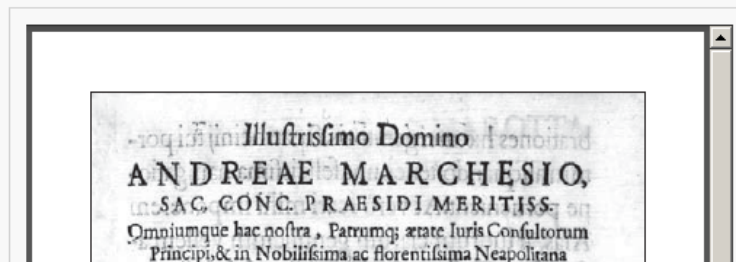 Illuſtriſsimo Domino
ANDREAE MARCHESIO,
SAC. CONC. PRAESIDI MERITISS.
Omniumque hac noſtra, Patrumq; ætate Iuris Conſultorum
Principi, & in Nobiliſsima ac florentiſsima Neapolitana